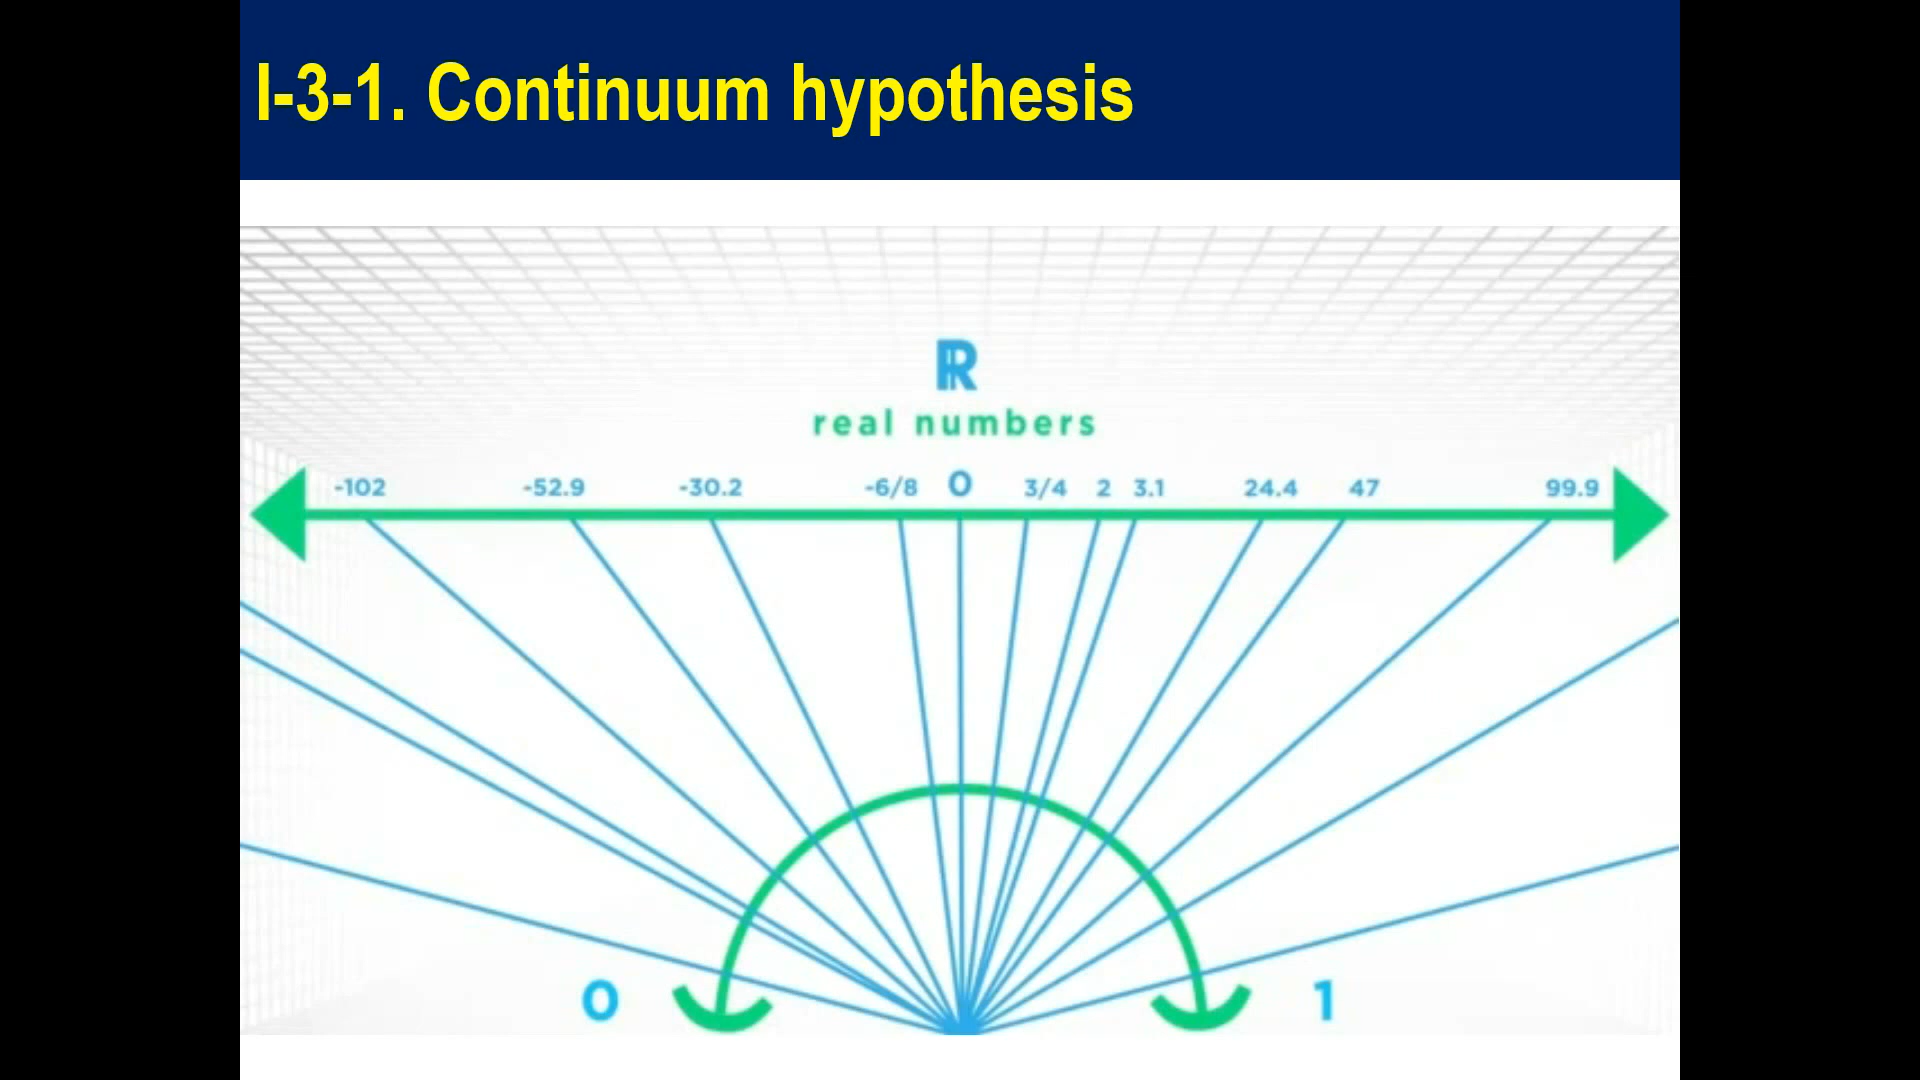 I-3-1. Continuum hypothesis
ℝ
real numbers
-102 -52.9 -30.2 -6/8 0 3/4 2 3.1 24.4 47 99.9
0 1